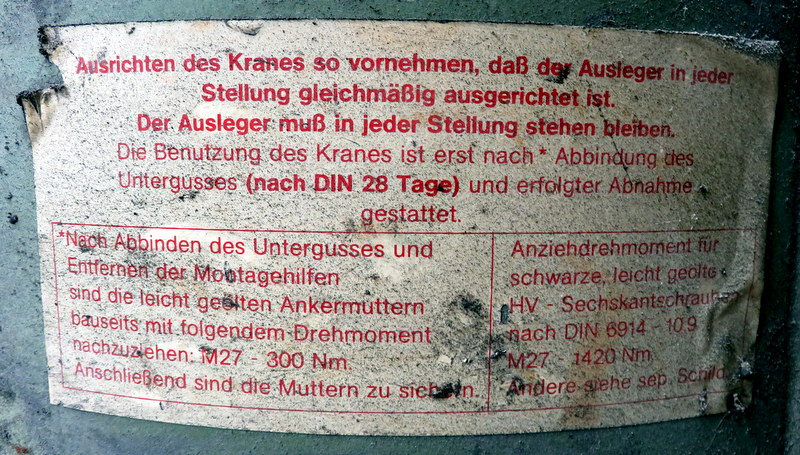 Ausrichten des Kranes so vornehmen, daß der Ausleger in jeder
Stellung gleichmäßig ausgerichtet ist.
Der Ausleger muß in jeder Stellung stehen bleiben.
Die Benutzung des Kranes ist erst nach* Abbindung des
Untergusses (nach DIN 28 Tage) und erfolgter Abnahme
gestattet.
*Nach Abbinden des Untergusses und
Entfernen der Montagehilfen
sind die leicht geölten Ankermuttern
bauseits mit folgendem Drehmoment
nachzuziehen: M27 - 300 Nm.
Anschließend sind die Muttern zu sichern.
Anziehdrehmoment für
schwarze, leicht geölte
HV - Sechskantschrauben
nach DIN 6914 - 10.9
M27 - 1420 Nm
Andere siehe sep. Schild